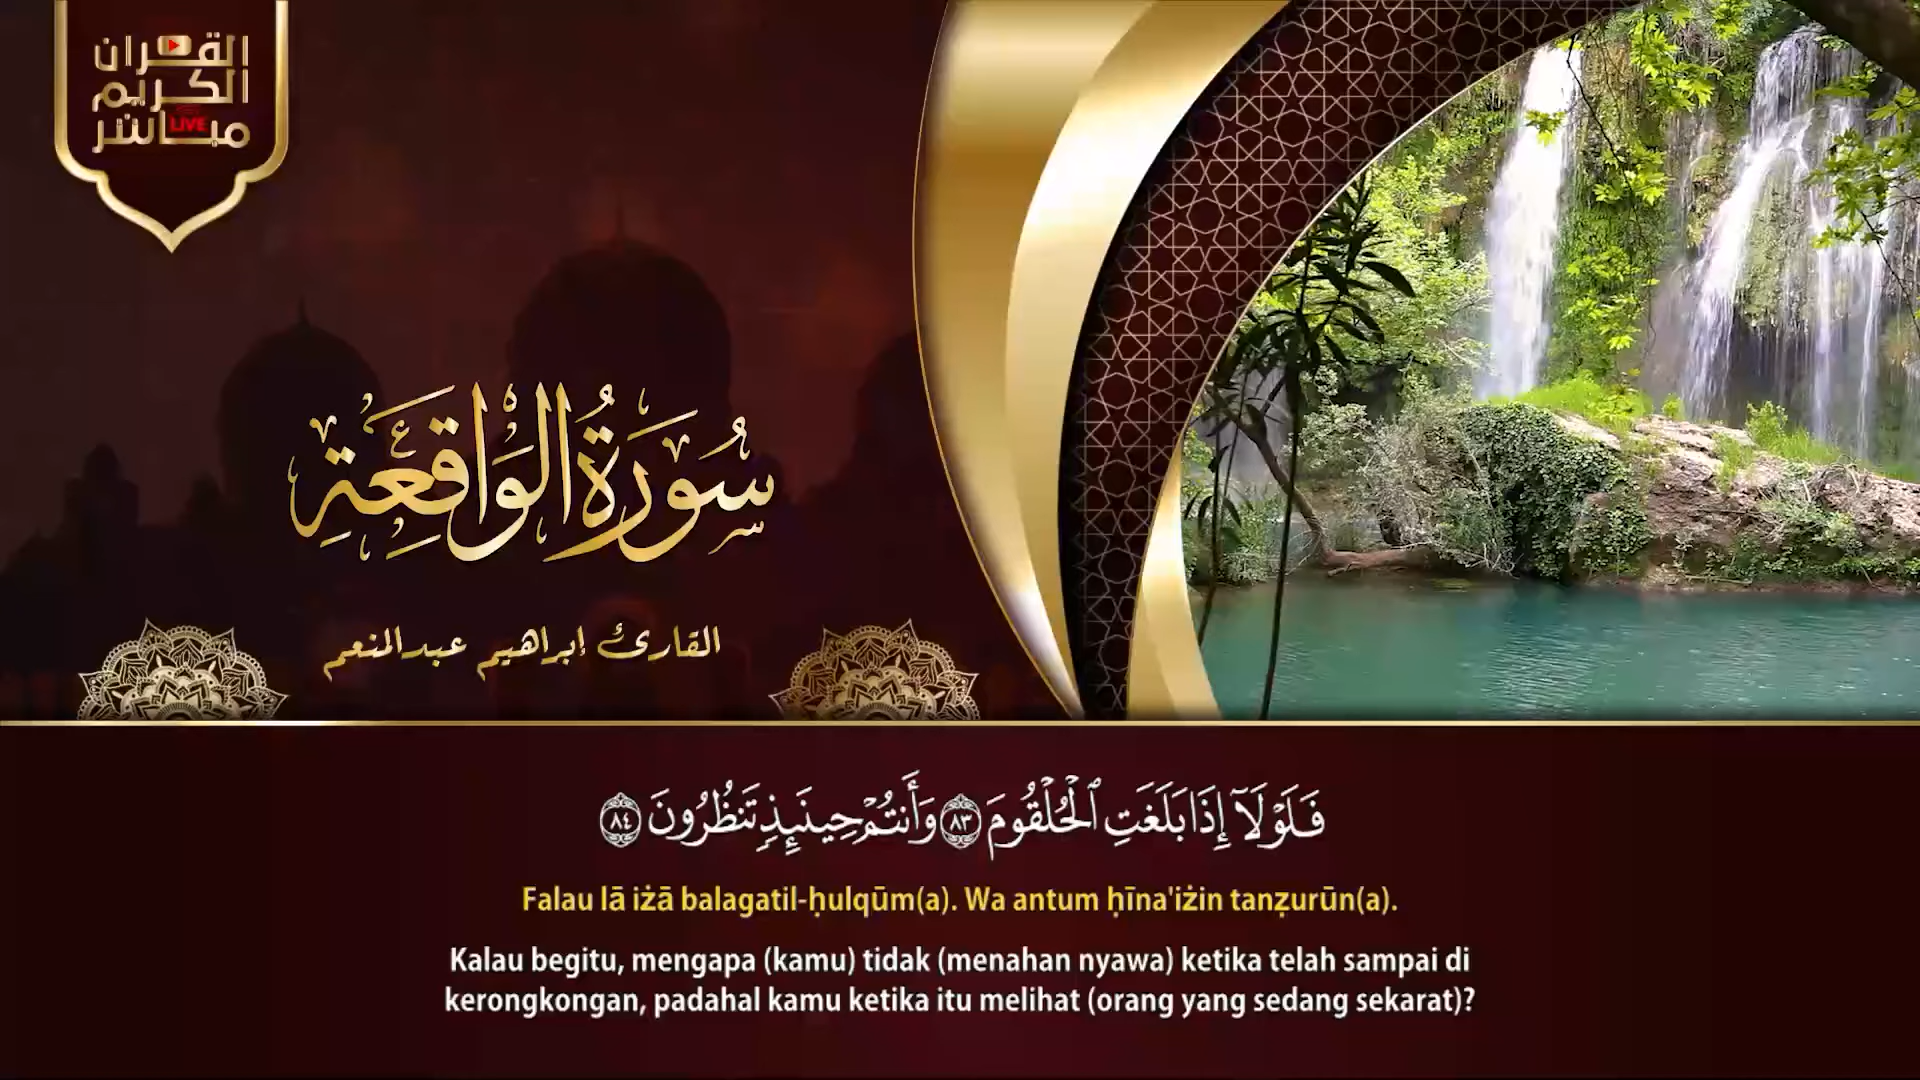 القرآن
الكريم
مباشر
LIVE
سُورَةُ الْوَاقِعَةِ
القارئ إبراهيم عبدالمنعم
فَلَوْلَآ إِذَا بَلَغَتِ ٱلْحُلْقُومَ ٨٣ وَأَنتُمْ حِينَئِذٍ تَنظُرُونَ ٨٤
Falau lā iżā balagatil-ḥulqūm(a). Wa antum ḥīna'iżin tanẓurūn(a).
Kalau begitu, mengapa (kamu) tidak (menahan nyawa) ketika telah sampai di
kerongkongan, padahal kamu ketika itu melihat (orang yang sedang sekarat)?